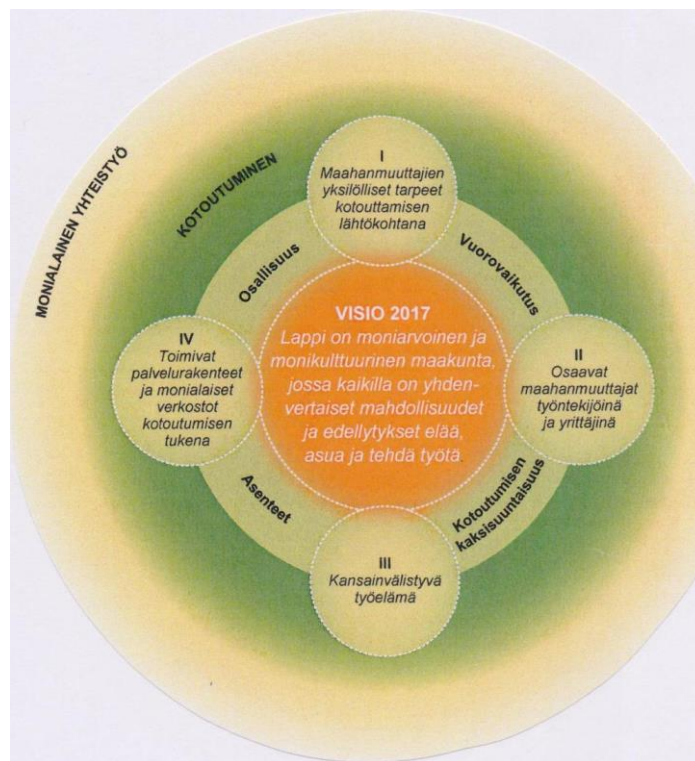 MONIALAINEN YHTEISTYÖ
KOTOUTUMINEN
I
Maahanmuuttajien
yksilölliset tarpeet
kotouttamisen
lähtökohtana
Osallisuus
Vuorovaikutus
VISIO 2017
Lappi on moniarvoinen ja
monikulttuurinen maakunta,
jossa kaikilla on yhden-
vertaiset mahdollisuudet
ja edellytykset elää,
asua ja tehdä työtä.
IV
Toimivat
palvelurakenteet
ja monialaiset
verkostot
kotoutumisen
tukena
II
Osaavat
maahanmuuttajat
työntekijöinä
ja yrittäjinä
Asenteet
Kotoutumisen
kaksisuuntaisuus
III
Kansainvälistyvä
työelämä